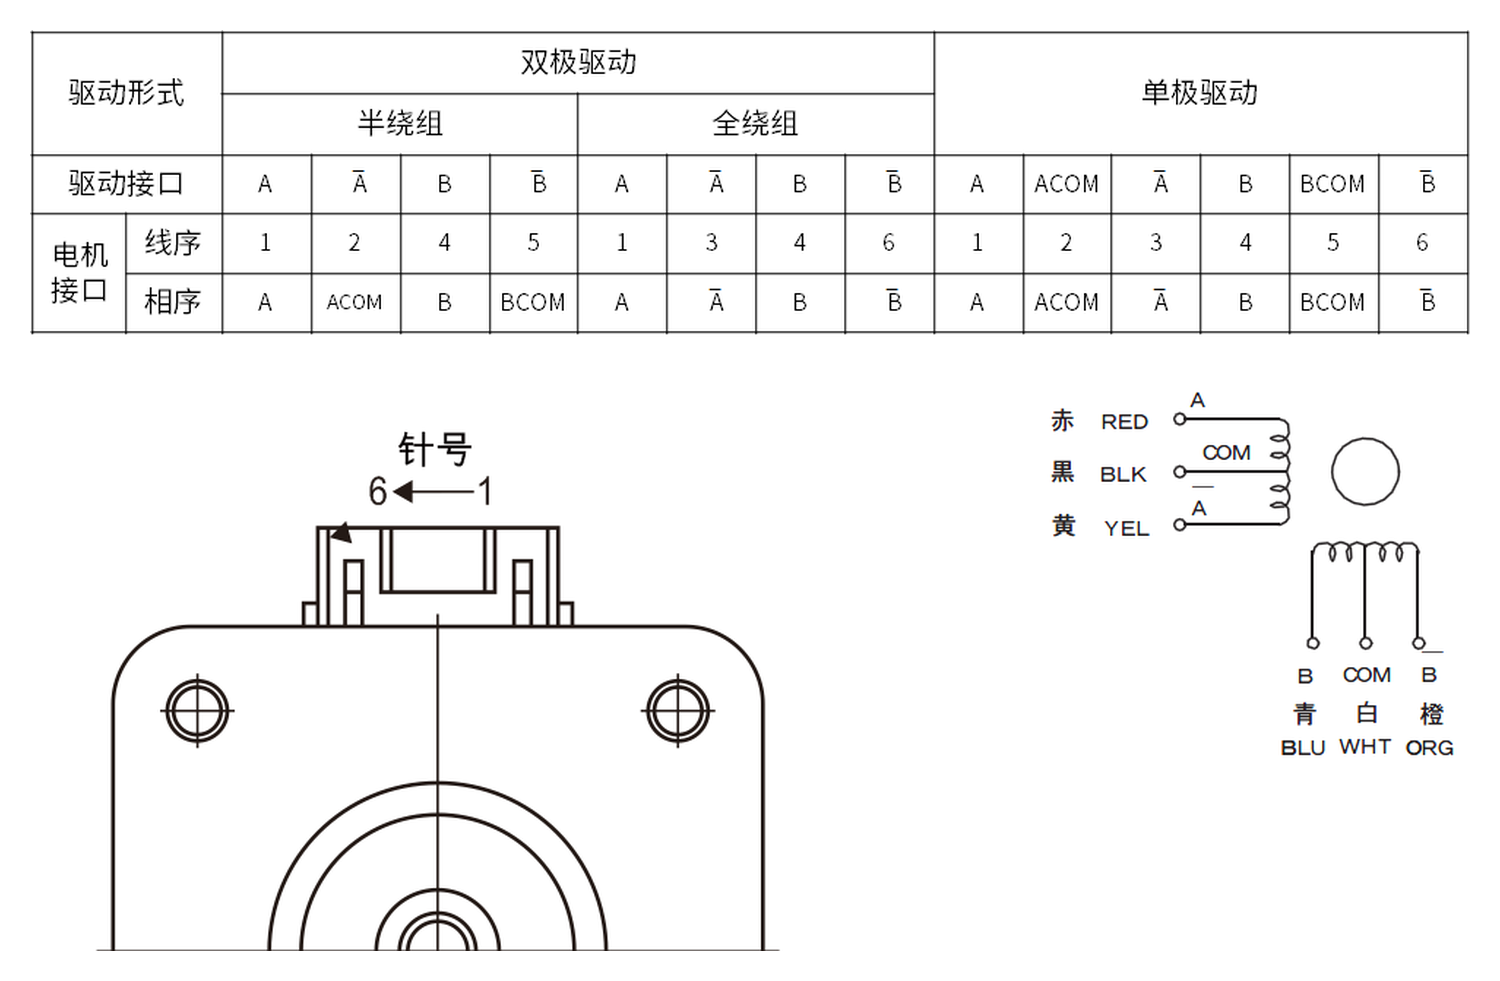 双极驱动
驱动形式 单极驱动
半绕组 全绕组
驱动接口 A A̅ B B̅ A A̅ B B̅ A ACOM A̅ B BCOM B̅
电机接口 线序 1 2 4 5 1 3 4 6 1 2 3 4 5 6
相序 A ACOM B BCOM A A̅ B B̅ A ACOM A̅ B BCOM B̅
针号
6 1
A
赤 RED
COM
黒 BLK
A̅
黄 YEL
B COM B̅
青 白 橙
BLU WHT ORG